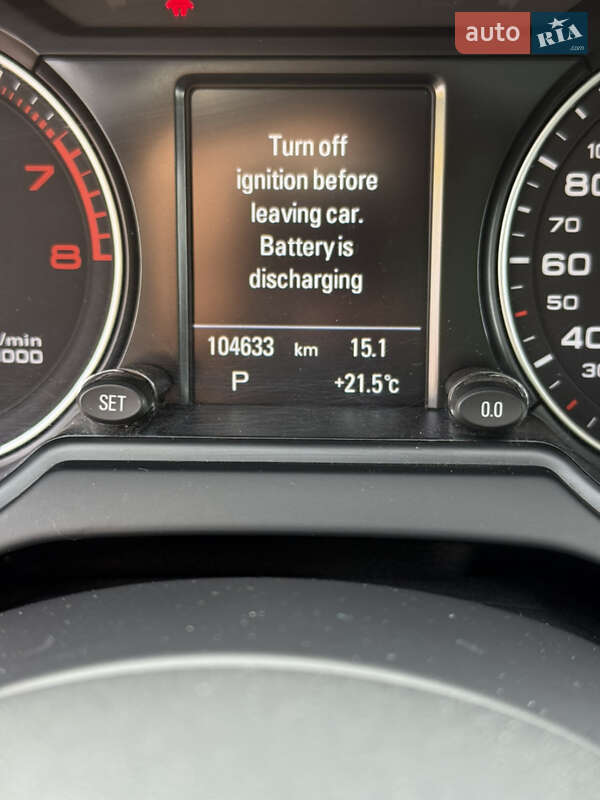 auto RIA
.com
Turn off
ignition before
leaving car.
Battery is
discharging
104633 km 15.1
P +21.5°C
SET
0.0
7
8
/min
000
80
70
60
50
40
30